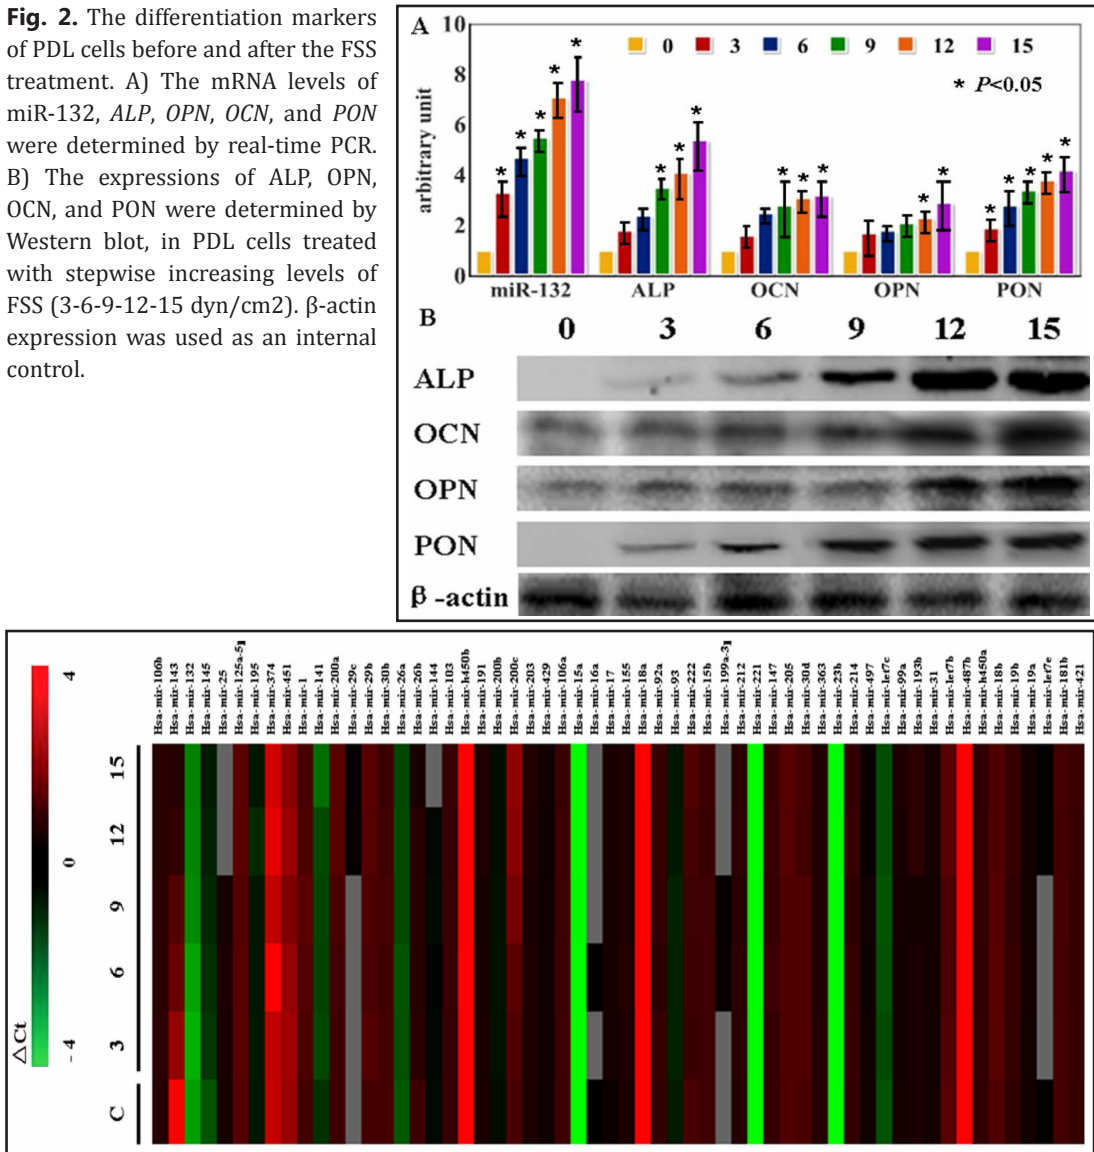 Fig. 2. The differentiation markers
of PDL cells before and after the FSS
treatment. A) The mRNA levels of
miR-132, ALP, OPN, OCN, and PON
were determined by real-time PCR.
B) The expressions of ALP, OPN,
OCN, and PON were determined by
Western blot, in PDL cells treated
with stepwise increasing levels of
FSS (3-6-9-12-15 dyn/cm2). β-actin
expression was used as an internal
control.
A
10
8
6
4
2
0
arbitrary unit
0 3 6 9 12 15
* P<0.05
* * * * *
* * *
* * *
* *
* * * * *
miR-132 ALP OCN OPN PON
B
0 3 6 9 12 15
ALP
OCN
OPN
PON
β -actin
4
0
- 4
△Ct
Hsa-mir-106b
Hsa-mir-143
Hsa-mir-132
Hsa-mir-145
Hsa-mir-25
Hsa-mir-125a-5p
Hsa-mir-195
Hsa-mir-374
Hsa-mir-451
Hsa-mir-1
Hsa-mir-141
Hsa-mir-200a
Hsa-mir-29c
Hsa-mir-29b
Hsa-mir-30b
Hsa-mir-26a
Hsa-mir-26b
Hsa-mir-144
Hsa-mir-103
Hsa-mir-h450b
Hsa-mir-191
Hsa-mir-200b
Hsa-mir-200c
Hsa-mir-203
Hsa-mir-429
Hsa-mir-106a
Hsa-mir-15a
Hsa-mir-16a
Hsa-mir-17
Hsa-mir-155
Hsa-mir-18a
Hsa-mir-92a
Hsa-mir-93
Hsa-mir-222
Hsa-mir-15b
Hsa-mir-199a-3p
Hsa-mir-212
Hsa-mir-221
Hsa-mir-147
Hsa-mir-205
Hsa-mir-30d
Hsa-mir-363
Hsa-mir-23b
Hsa-mir-214
Hsa-mir-497
Hsa-mir-let7c
Hsa-mir-99a
Hsa-mir-193b
Hsa-mir-31
Hsa-mir-let7b
Hsa-mir-487b
Hsa-mir-h450a
Hsa-mir-18b
Hsa-mir-19b
Hsa-mir-19a
Hsa-mir-let7e
Hsa-mir-181b
Hsa-mir-421
15
12
9
6
3
C